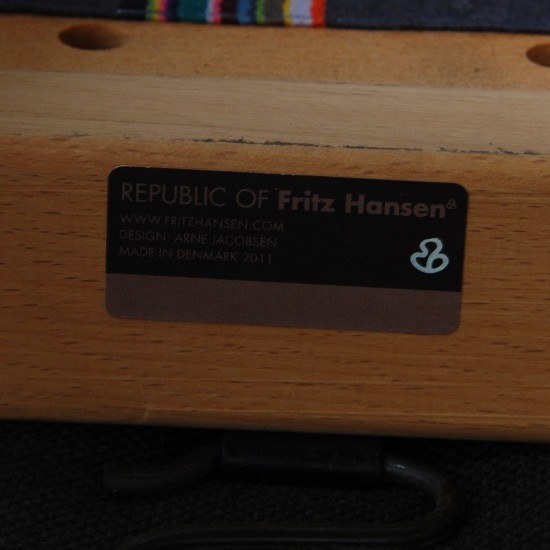 REPUBLIC OF Fritz Hansen
WWW.FRITZHANSEN.COM
DESIGN: ARNE JACOBSEN
MADE IN DENMARK 2011